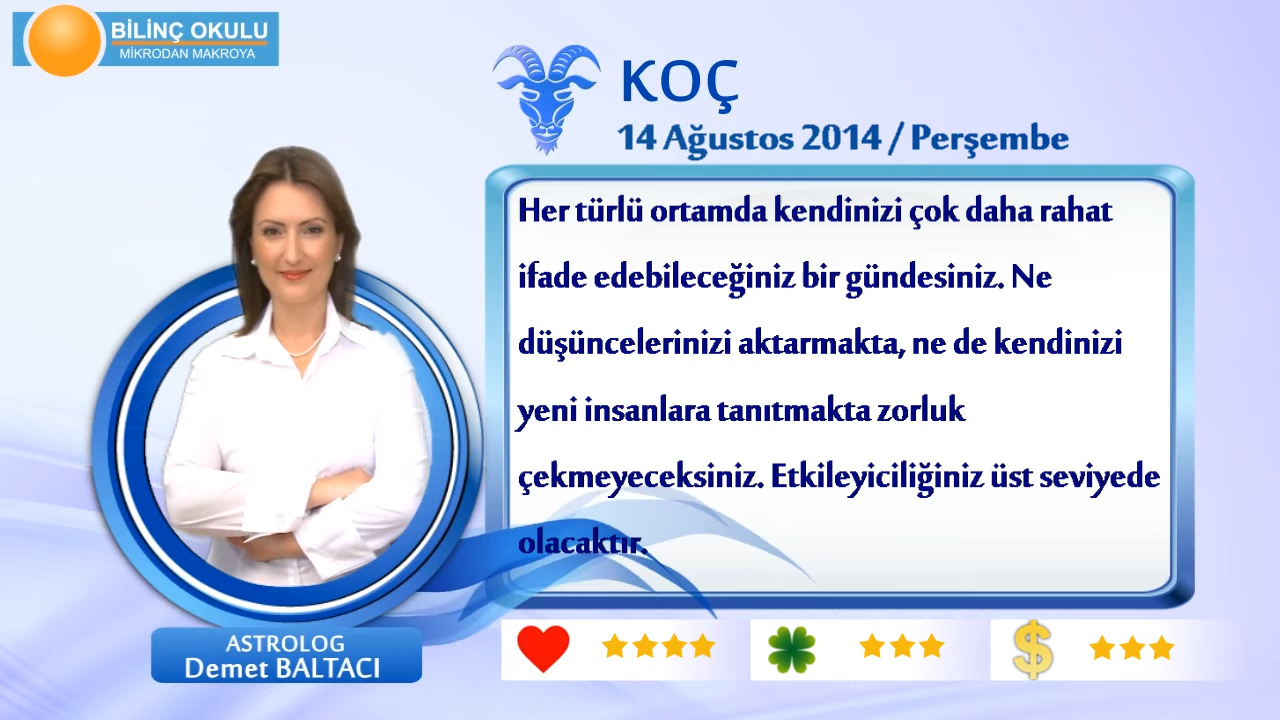 BİLİNÇ OKULU
MİKRODAN MAKROYA
KOÇ
14 Ağustos 2014 / Perşembe
Her türlü ortamda kendinizi çok daha rahat
ifade edebileceğiniz bir gündesiniz. Ne
düşüncelerinizi aktarmakta, ne de kendinizi
yeni insanlara tanıtmakta zorluk
çekmeyeceksiniz. Etkileyiciliğiniz üst seviyede
olacaktır.
ASTROLOG
Demet BALTACI